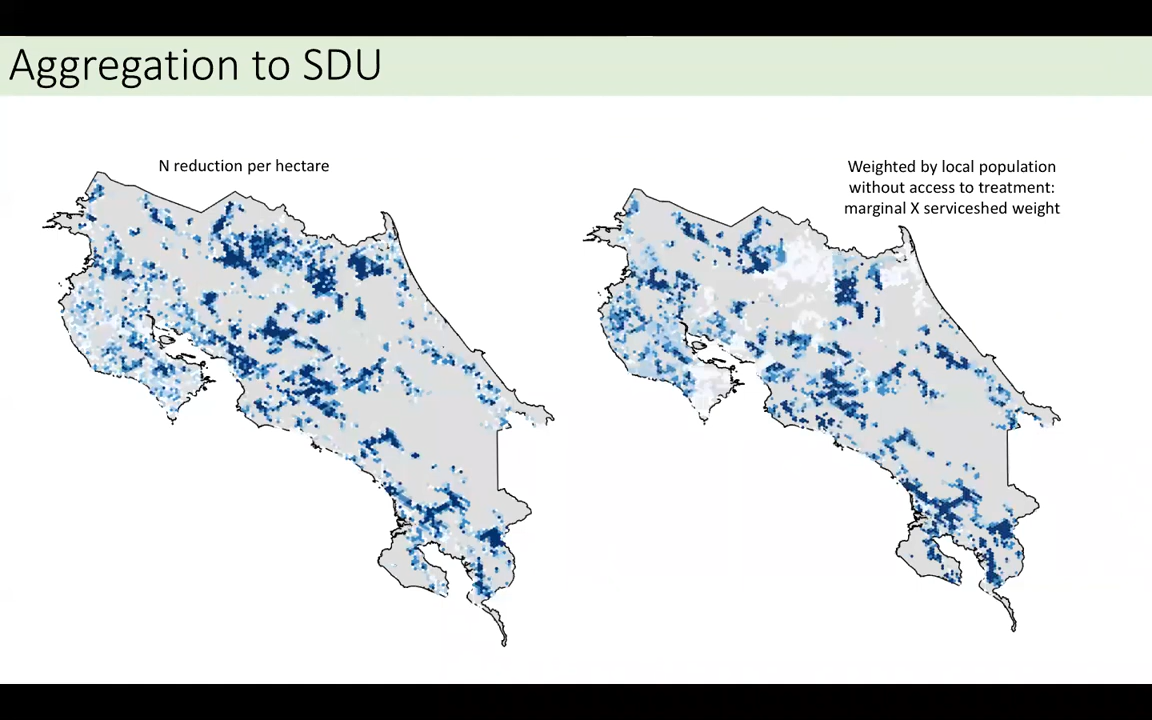 Aggregation to SDU
N reduction per hectare
Weighted by local population
without access to treatment:
marginal X serviceshed weight